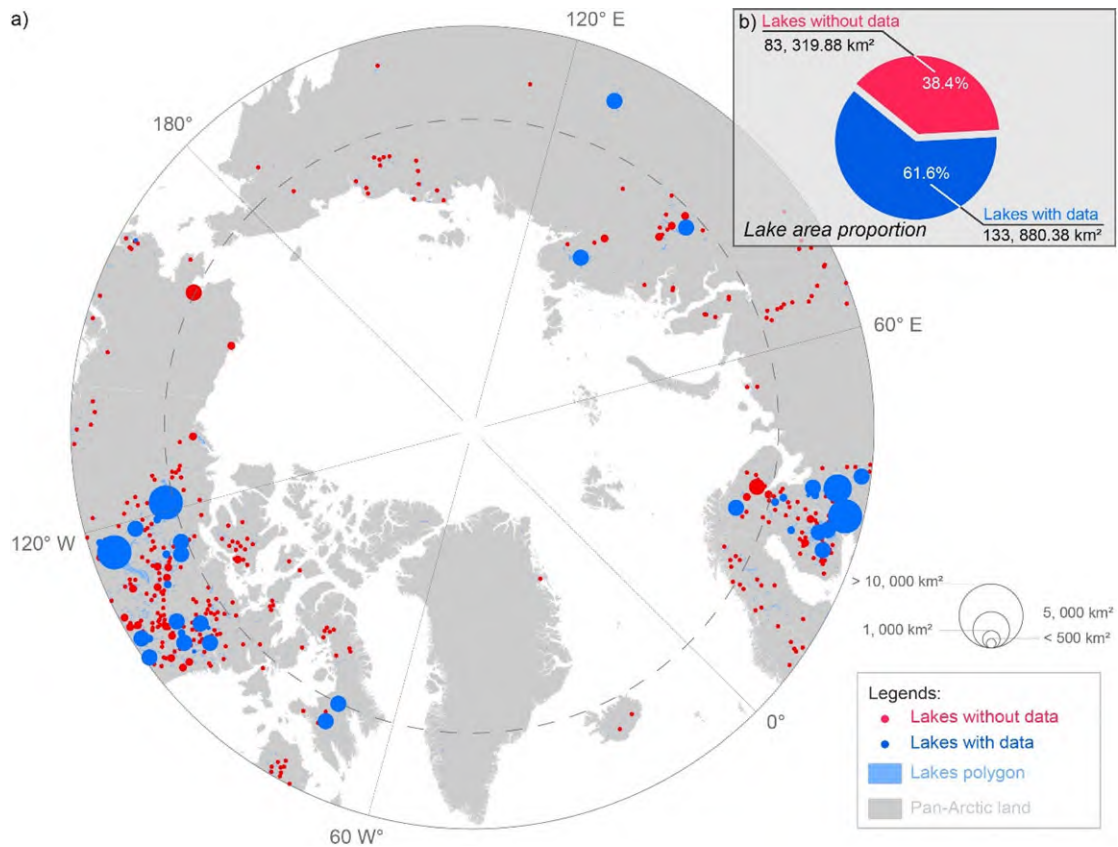 a)
120° E
b)
Lakes without data
83, 319.88 km²
38.4%
61.6%
Lakes with data
133, 880.38 km²
Lake area proportion
180°
60° E
120° W
> 10, 000 km²
5, 000 km²
1, 000 km²
< 500 km²
Legends:
Lakes without data
Lakes with data
Lakes polygon
Pan-Arctic land
0°
60 W°